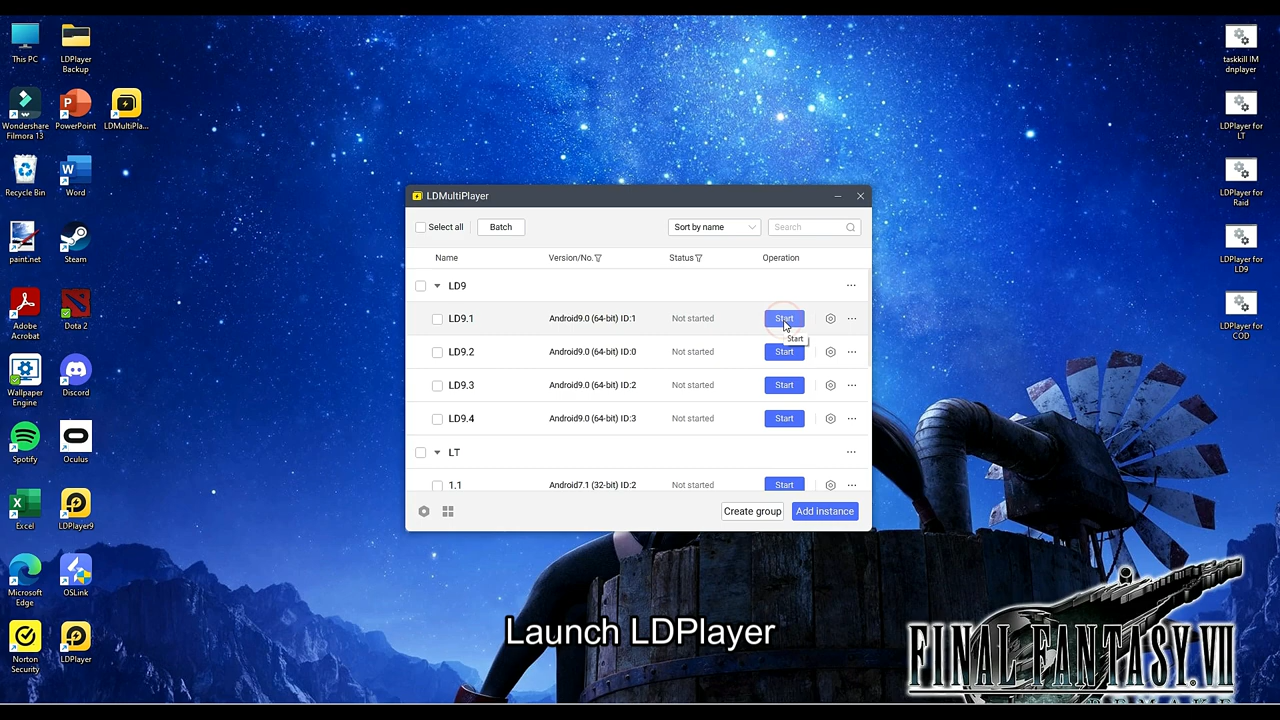 This PC
LDPlayer
Backup
Wondershare
Filmora 13
PowerPoint
LDMultiPla...
Recycle Bin
Word
paint.net
Steam
Adobe
Acrobat
Dota 2
Wallpaper
Engine
Discord
Spotify
Oculus
Excel
LDPlayer9
Microsoft
Edge
OSLink
Norton
Security
LDPlayer
LDMultiPlayer
Select all
Batch
Sort by name
Search
Name
Version/No.
Status
Operation
LD9
LD9.1
Android9.0 (64-bit) ID:1
Not started
Start
Start
LD9.2
Android9.0 (64-bit) ID:0
Not started
Start
LD9.3
Android9.0 (64-bit) ID:2
Not started
Start
LD9.4
Android9.0 (64-bit) ID:3
Not started
Start
LT
1.1
Android7.1 (32-bit) ID:2
Not started
Start
Create group
Add instance
taskkill IM
dnplayer
LDPlayer for
LT
LDPlayer for
Raid
LDPlayer for
LD9
LDPlayer for
COD
Launch LDPlayer
FINAL FANTASY VII